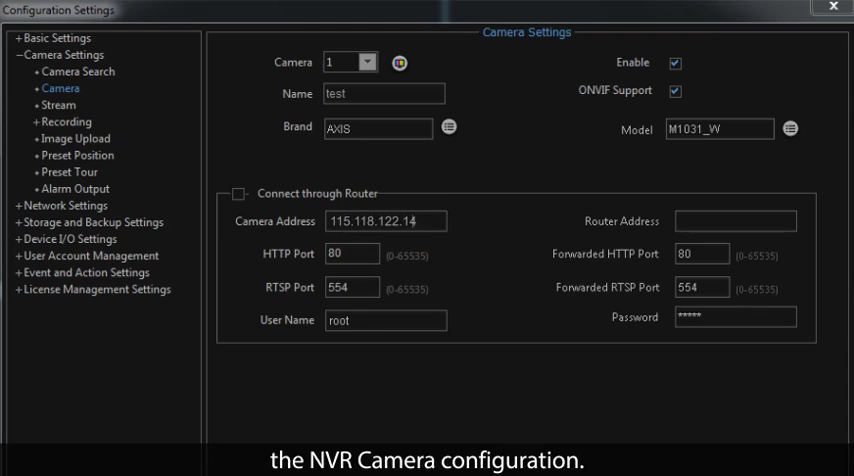 Configuration Settings
x
+Basic Settings
−Camera Settings
Camera Search
Camera
Stream
+Recording
Image Upload
Preset Position
Preset Tour
Alarm Output
+Network Settings
+Storage and Backup Settings
+Device I/O Settings
+User Account Management
+Event and Action Settings
+License Management Settings
Camera Settings
Camera 1 Enable
Name test ONVIF Support
Brand AXIS Model M1031_W
Connect through Router
Camera Address 115.118.122.14 Router Address
HTTP Port 80 (0-65535) Forwarded HTTP Port 80 (0-65535)
RTSP Port 554 (0-65535) Forwarded RTSP Port 554 (0-65535)
User Name root Password *****
the NVR Camera configuration.